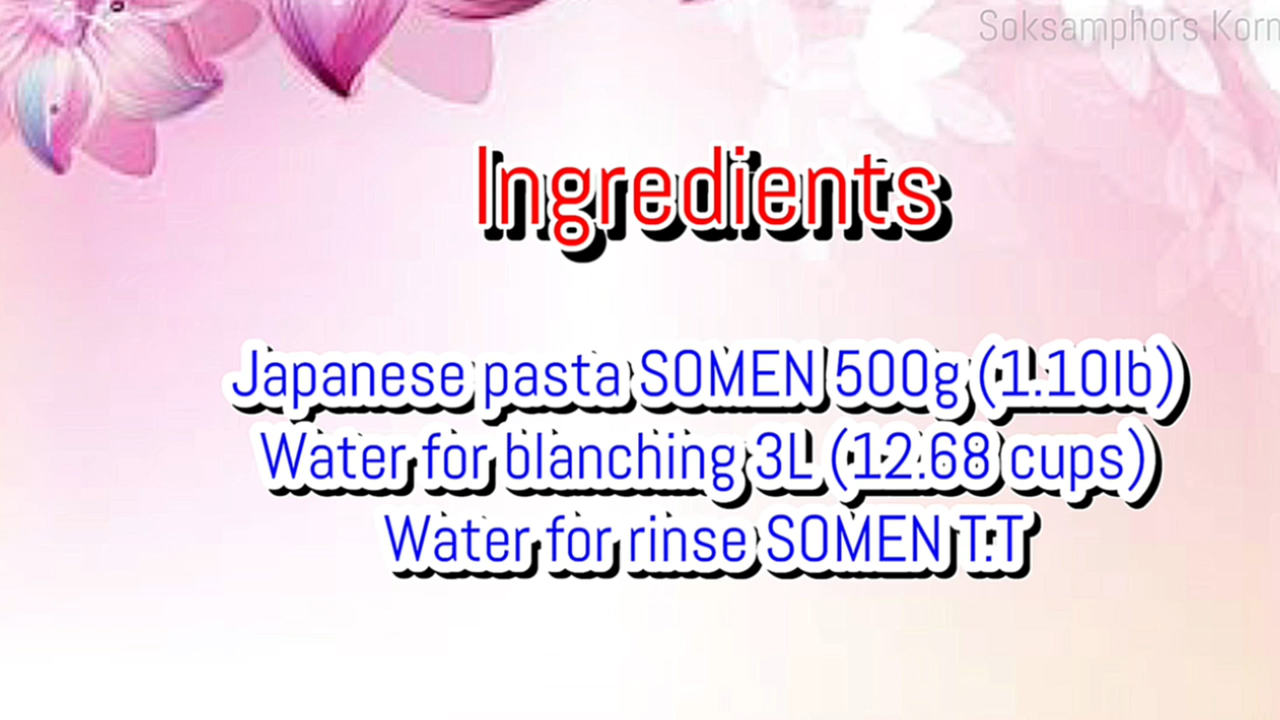 Soksamphors Korn
Ingredients
Japanese pasta SOMEN 500g (1.10lb)
Water for blanching 3L (12.68 cups)
Water for rinse SOMEN T.T